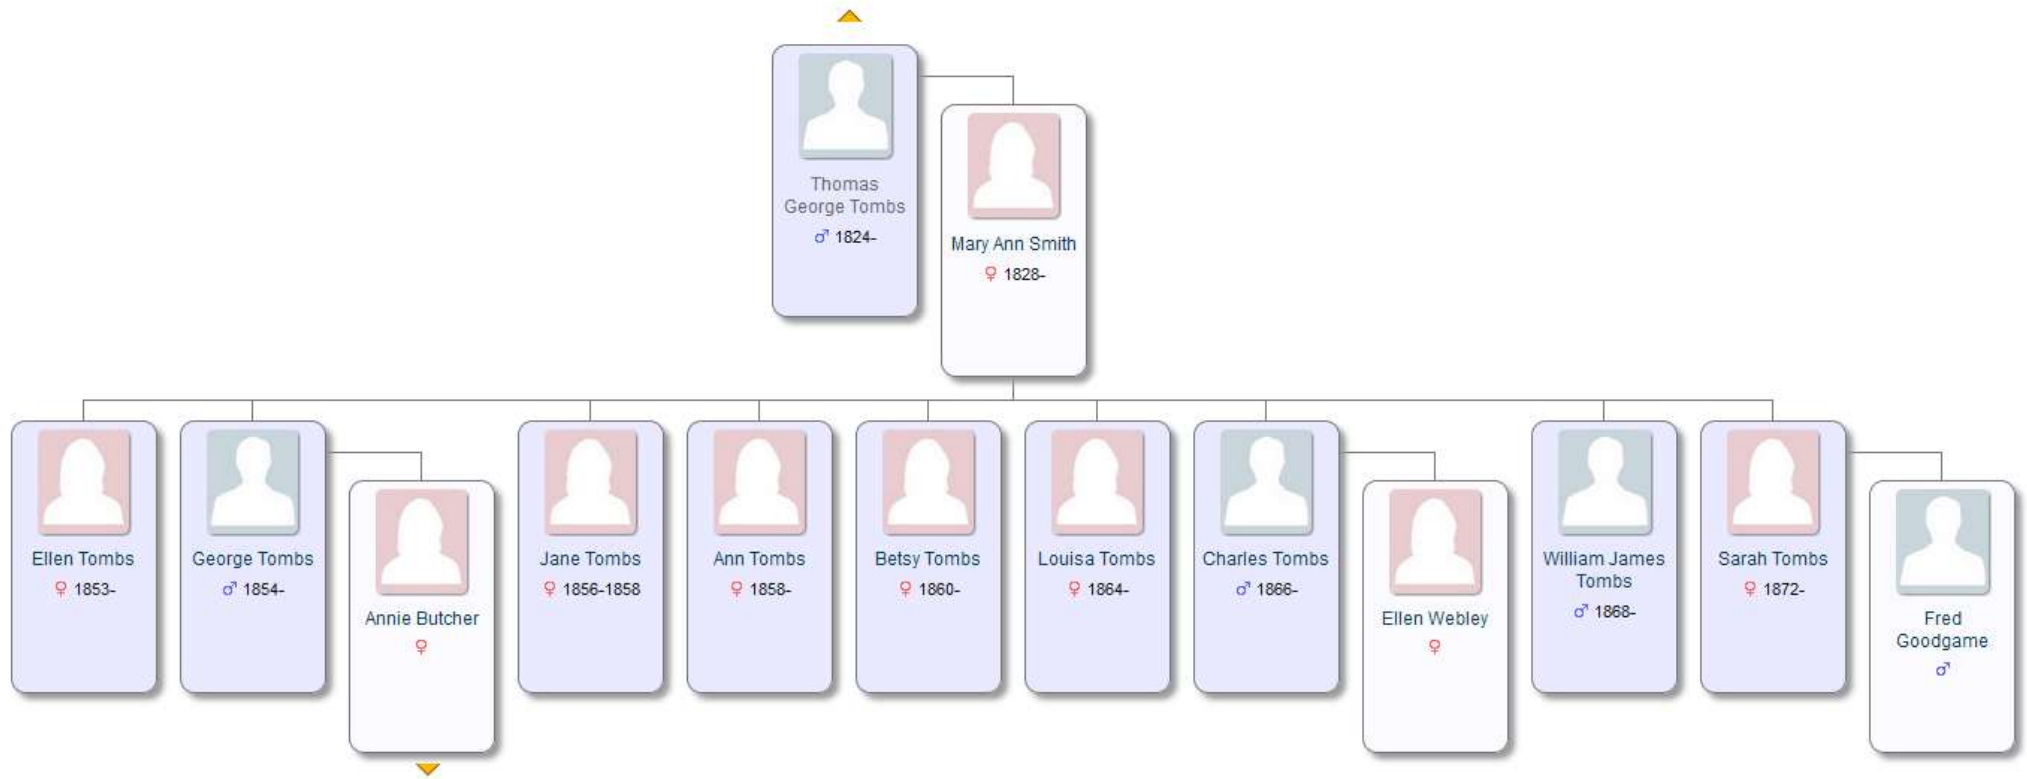 Thomas
George Tombs
♂ 1824-
Mary Ann Smith
♀ 1828-
Ellen Tombs
♀ 1853-
George Tombs
♂ 1854-
Annie Butcher
♀
Jane Tombs
♀ 1856-1858
Ann Tombs
♀ 1858-
Betsy Tombs
♀ 1860-
Louisa Tombs
♀ 1864-
Charles Tombs
♂ 1866-
Ellen Webley
♀
William James
Tombs
♂ 1868-
Sarah Tombs
♀ 1872-
Fred
Goodgame
♂